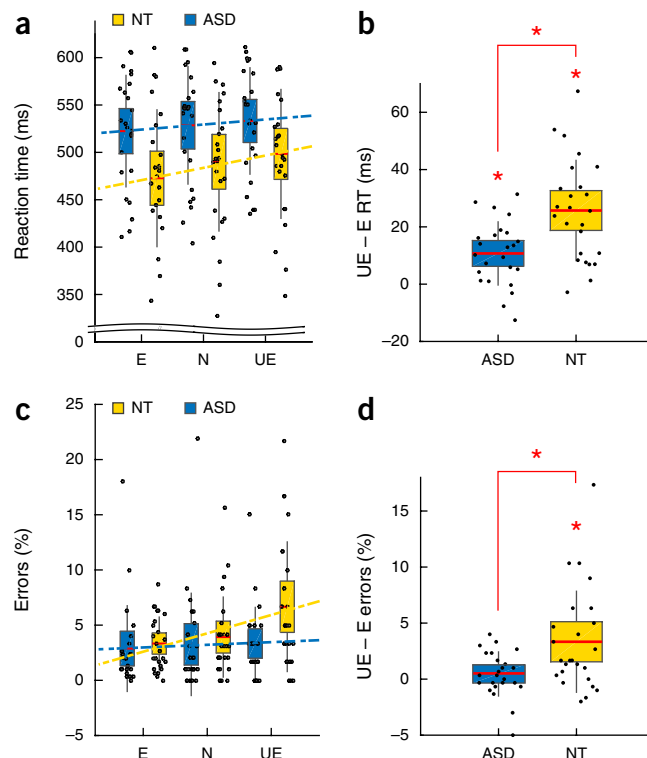 a
NT
ASD
Reaction time (ms)
600
550
500
450
400
350
0
E
N
UE
b
*
*
*
UE – E RT (ms)
60
40
20
0
–20
ASD
NT
c
NT
ASD
Errors (%)
25
20
15
10
5
0
–5
E
N
UE
d
*
*
UE – E errors (%)
15
10
5
0
–5
ASD
NT